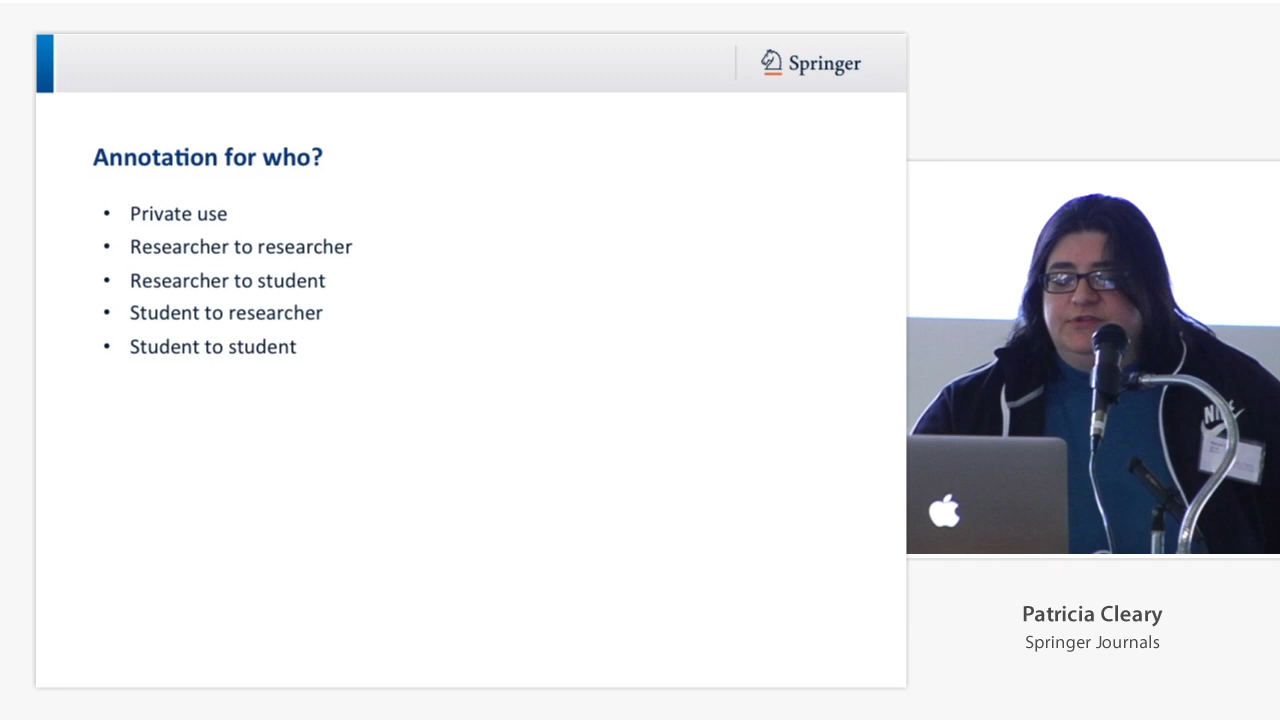 Springer
Annotation for who?
• Private use
• Researcher to researcher
• Researcher to student
• Student to researcher
• Student to student
Patricia Cleary
Springer Journals